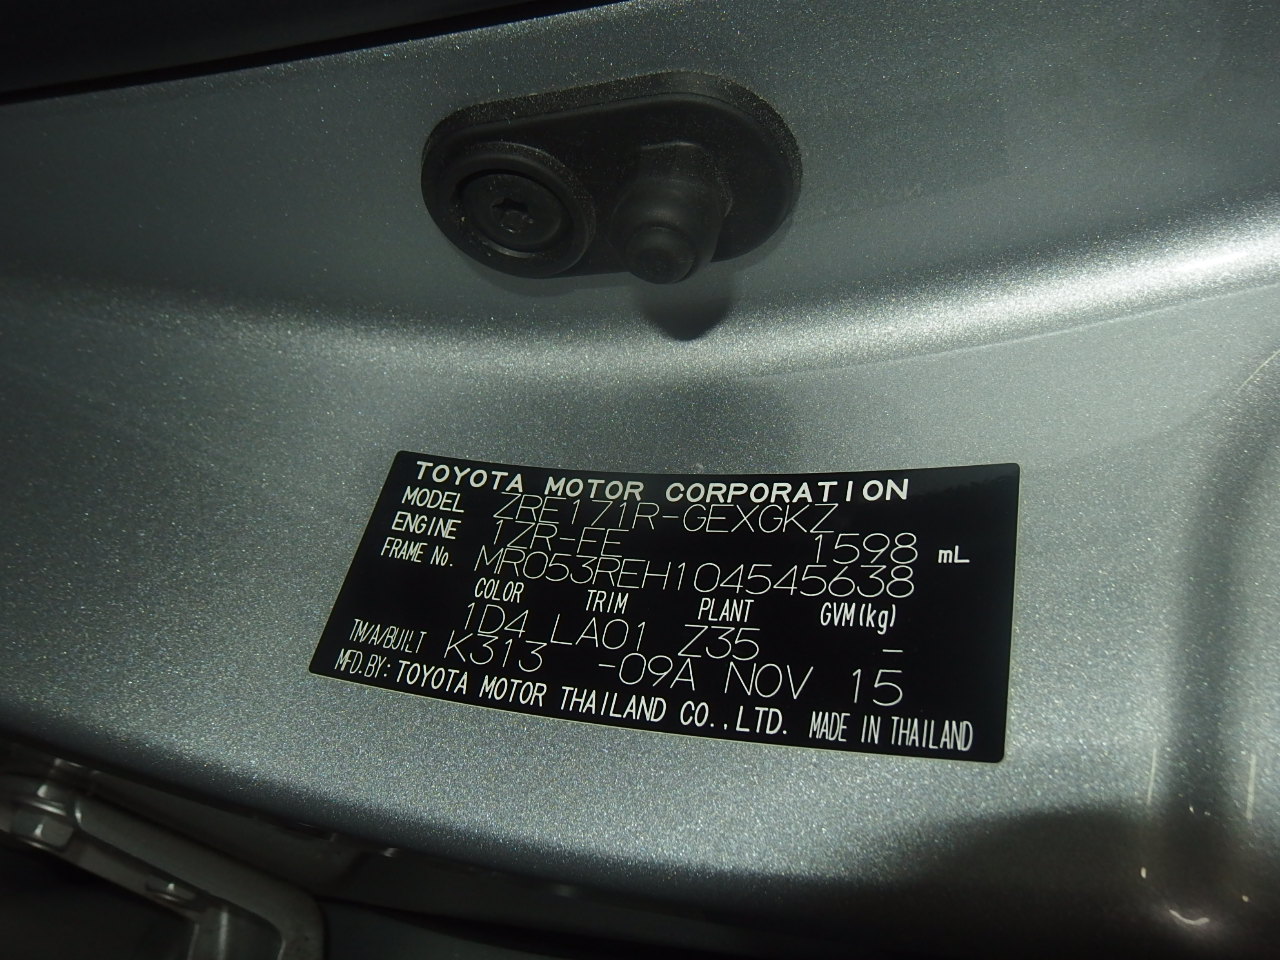 TOYOTA MOTOR CORPORATION
MODEL ZRE171R-GEXGKZ
ENGINE 1ZR-FE 1598 mL
FRAME No. MR053REH104545638
COLOR TRIM PLANT GVM(kg)
1D4 LA01 Z35 –
TM/A/BUILT K313 -09A NOV 15
MFD.BY: TOYOTA MOTOR THAILAND CO.,LTD. MADE IN THAILAND